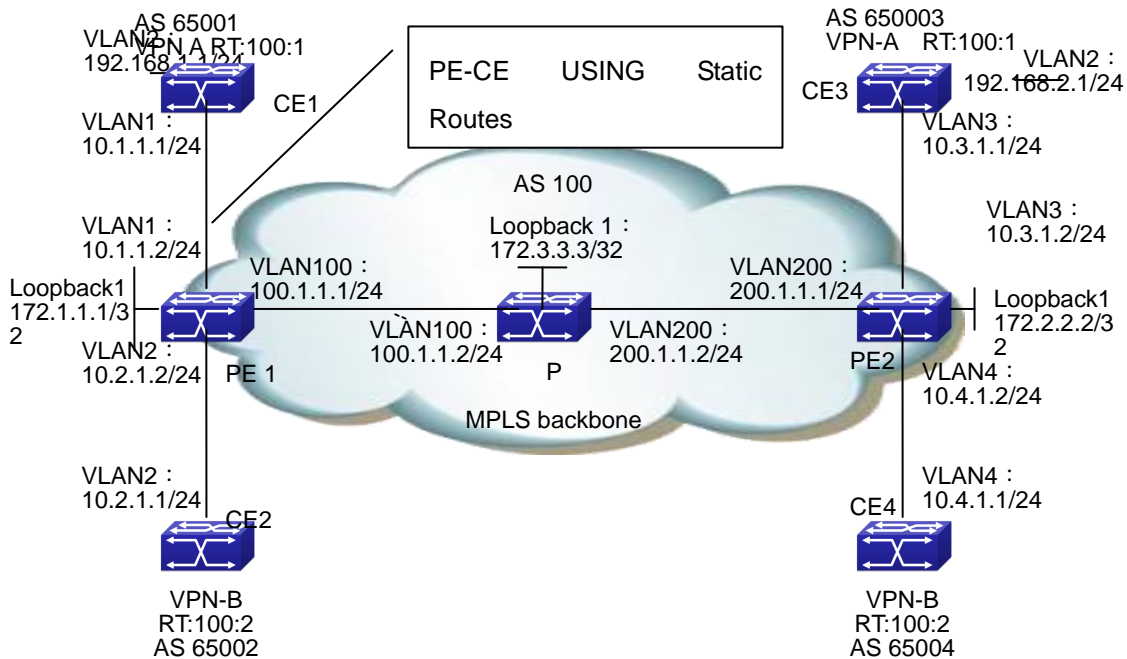 AS 65001
VLAN2：
VPN A RT:100:1
192.168.1.1/24
CE1
VLAN1：
10.1.1.1/24
PE-CE USING Static
Routes
AS 650003
VPN-A RT:100:1
VLAN2：
192.168.2.1/24
CE3
VLAN3：
10.3.1.1/24
AS 100
VLAN1：
10.1.1.2/24
Loopback 1：
172.3.3.3/32
VLAN3：
10.3.1.2/24
Loopback1
172.1.1.1/3
2
VLAN100：
100.1.1.1/24
VLAN100：
100.1.1.2/24
VLAN200：
200.1.1.1/24
VLAN200：
200.1.1.2/24
Loopback1
172.2.2.2/3
2
VLAN2：
10.2.1.2/24
PE 1
P
PE2
VLAN4：
10.4.1.2/24
MPLS backbone
VLAN2：
10.2.1.1/24
CE2
VLAN4：
10.4.1.1/24
CE4
VPN-B
RT:100:2
AS 65002
VPN-B
RT:100:2
AS 65004